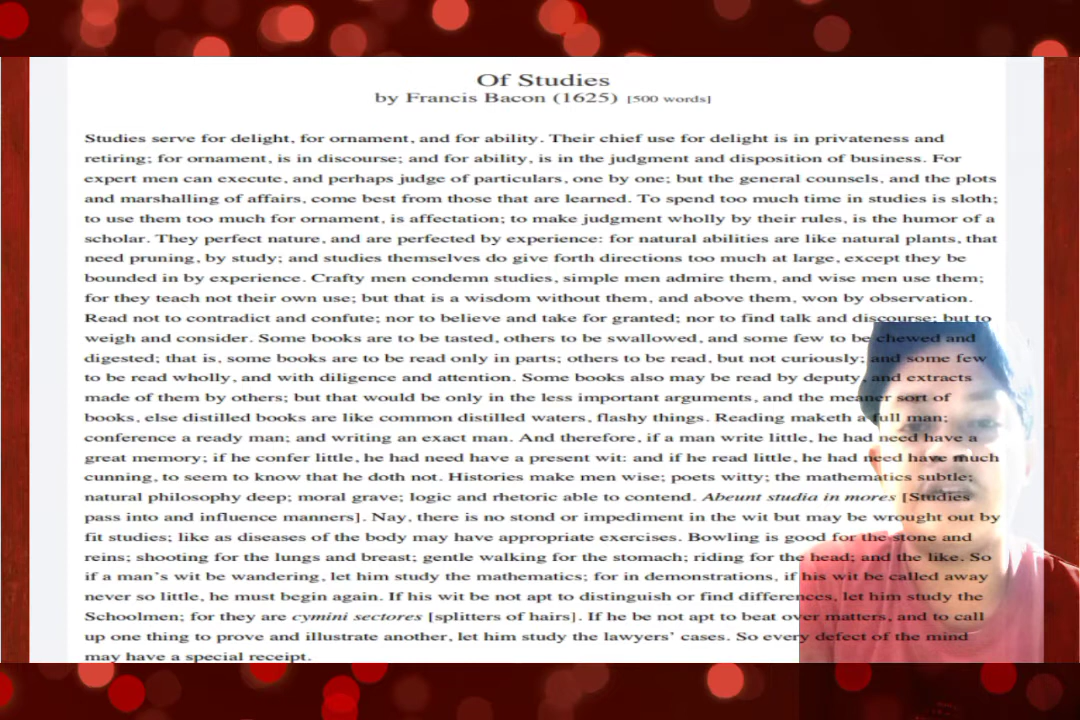 Of Studies
by Francis Bacon (1625) [500 words]
Studies serve for delight, for ornament, and for ability. Their chief use for delight is in privateness and
retiring; for ornament, is in discourse; and for ability, is in the judgment and disposition of business. For
expert men can execute, and perhaps judge of particulars, one by one; but the general counsels, and the plots
and marshalling of affairs, come best from those that are learned. To spend too much time in studies is sloth;
to use them too much for ornament, is affectation; to make judgment wholly by their rules, is the humor of a
scholar. They perfect nature, and are perfected by experience: for natural abilities are like natural plants, that
need pruning, by study; and studies themselves do give forth directions too much at large, except they be
bounded in by experience. Crafty men condemn studies, simple men admire them, and wise men use them;
for they teach not their own use; but that is a wisdom without them, and above them, won by observation.
Read not to contradict and confute; nor to believe and take for granted; nor to find talk and discourse; but to
weigh and consider. Some books are to be tasted, others to be swallowed, and some few to be chewed and
digested; that is, some books are to be read only in parts; others to be read, but not curiously; and some few
to be read wholly, and with diligence and attention. Some books also may be read by deputy, and extracts
made of them by others; but that would be only in the less important arguments, and the meaner sort of
books, else distilled books are like common distilled waters, flashy things. Reading maketh a full man;
conference a ready man; and writing an exact man. And therefore, if a man write little, he had need have a
great memory; if he confer little, he had need have a present wit: and if he read little, he had need have much
cunning, to seem to know that he doth not. Histories make men wise; poets witty; the mathematics subtle;
natural philosophy deep; moral grave; logic and rhetoric able to contend. Abeunt studia in mores [Studies
pass into and influence manners]. Nay, there is no stond or impediment in the wit but may be wrought out by
fit studies; like as diseases of the body may have appropriate exercises. Bowling is good for the stone and
reins; shooting for the lungs and breast; gentle walking for the stomach; riding for the head; and the like. So
if a man's wit be wandering, let him study the mathematics; for in demonstrations, if his wit be called away
never so little, he must begin again. If his wit be not apt to distinguish or find differences, let him study the
Schoolmen; for they are cymini sectores [splitters of hairs]. If he be not apt to beat over matters, and to call
up one thing to prove and illustrate another, let him study the lawyers' cases. So every defect of the mind
may have a special receipt.